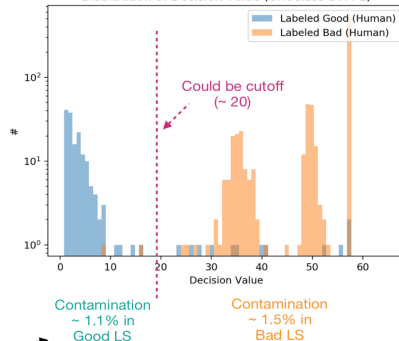 Labeled Good (Human)
Labeled Bad (Human)
10²
10¹
10⁰
#
Could be cutoff
(~ 20)
0 10 20 30 40 50 60
Decision Value
Contamination
~ 1.1% in
Good LS
Contamination
~ 1.5% in
Bad LS